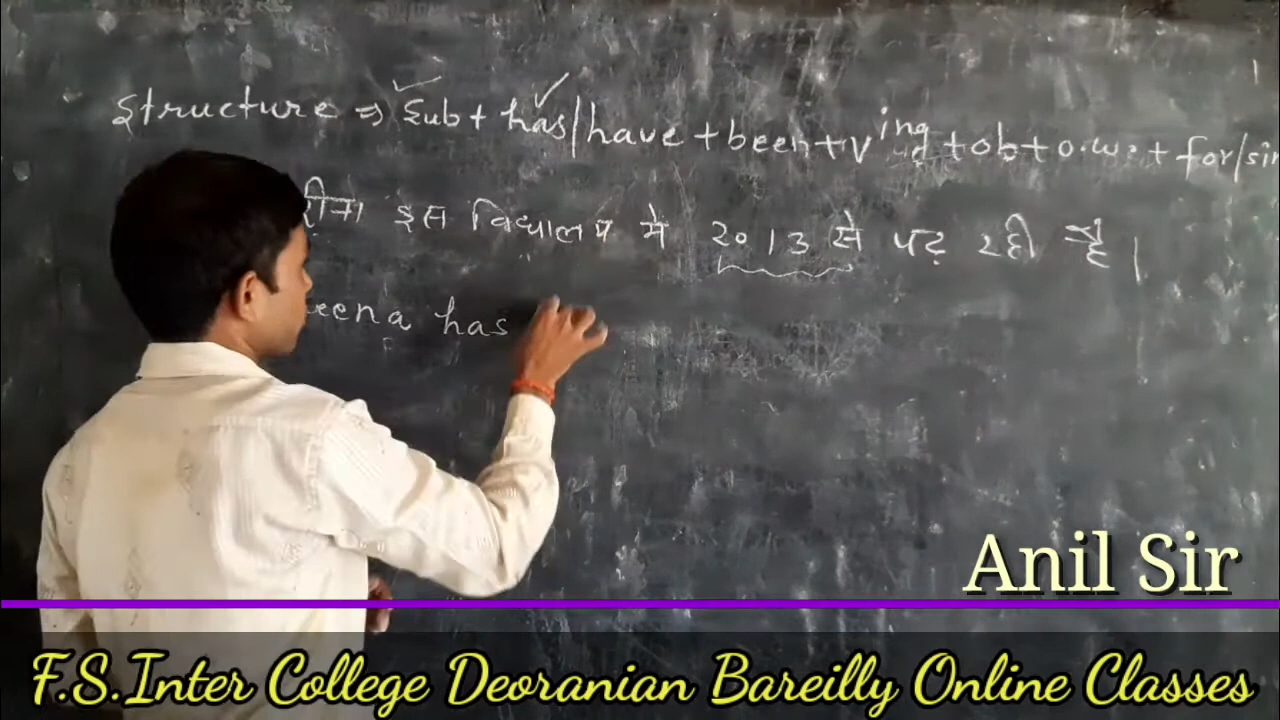 Structure ⇒ Sub + has/have + been + v ing + ob + o.w. + for/sin
इस विद्यालय मे 2013 से पढ़ रही है।
eena has
Anil Sir
F.S.Inter College Deoranian Bareilly Online Classes